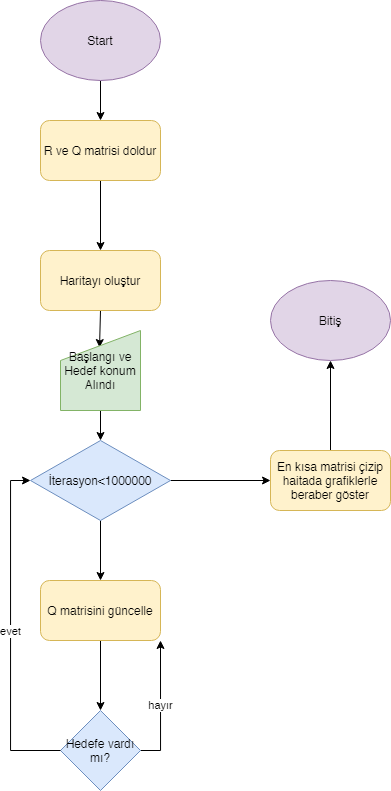 Start
R ve Q matrisi doldur
Haritayı oluştur
Başlangı ve
Hedef konum
Alındı
İterasyon<1000000
Q matrisini güncelle
Hedefe vardı
mı?
evet
hayır
En kısa matrisi çizip
haitada grafiklerle
beraber göster
Bitiş